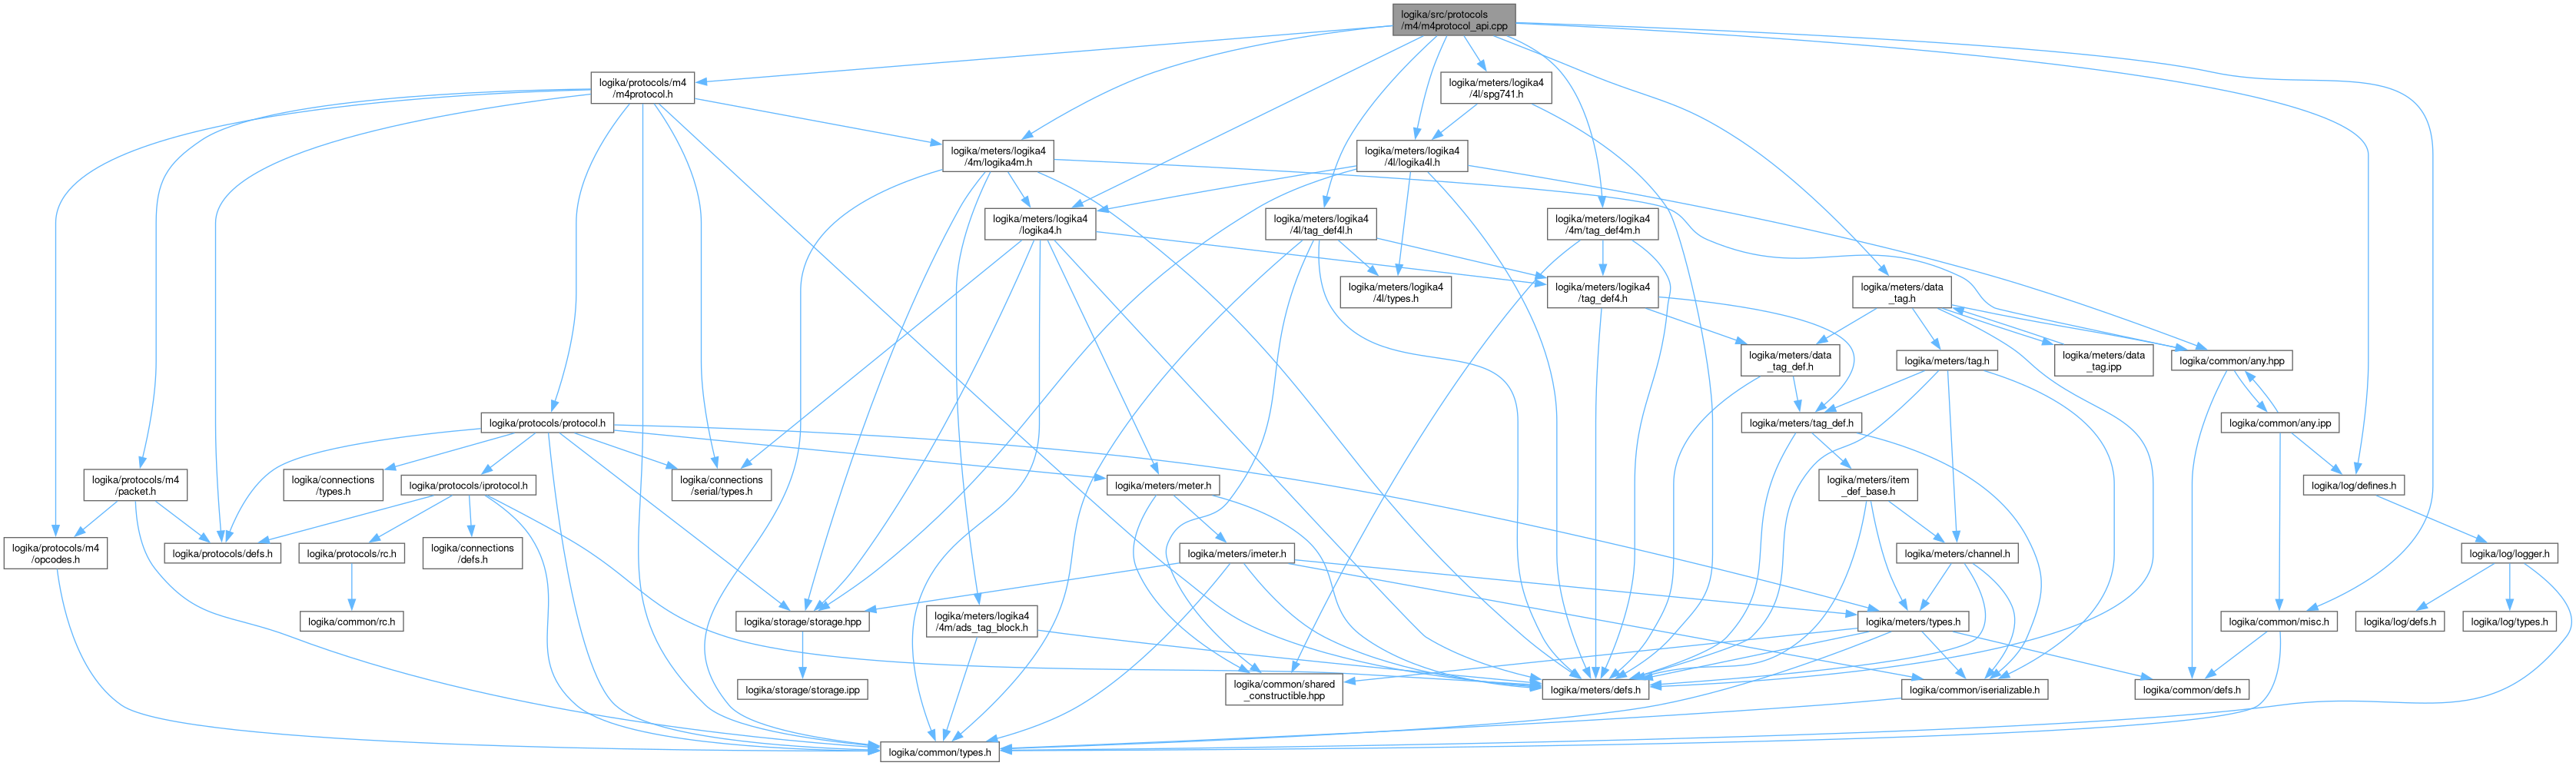 logika/src/protocols
/m4/m4protocol_api.cpp
logika/protocols/m4
/m4protocol.h
logika/meters/logika4
/4l/spg741.h
logika/meters/logika4
/4m/logika4m.h
logika/meters/logika4
/4l/logika4l.h
logika/meters/logika4
/logika4.h
logika/meters/logika4
/4l/tag_def4l.h
logika/meters/logika4
/4m/tag_def4m.h
logika/meters/logika4
/4l/types.h
logika/meters/logika4
/tag_def4.h
logika/meters/data
_tag.h
logika/meters/data
_tag_def.h
logika/meters/tag.h
logika/meters/data
_tag.ipp
logika/common/any.hpp
logika/protocols/protocol.h
logika/meters/tag_def.h
logika/common/any.ipp
logika/protocols/m4
/packet.h
logika/connections
/types.h
logika/protocols/iprotocol.h
logika/connections
/serial/types.h
logika/meters/meter.h
logika/meters/item
_def_base.h
logika/log/defines.h
logika/protocols/m4
/opcodes.h
logika/protocols/defs.h
logika/protocols/rc.h
logika/connections
/defs.h
logika/meters/imeter.h
logika/meters/channel.h
logika/log/logger.h
logika/common/rc.h
logika/storage/storage.hpp
logika/meters/logika4
/4m/ads_tag_block.h
logika/meters/types.h
logika/common/misc.h
logika/log/defs.h
logika/log/types.h
logika/storage/storage.ipp
logika/common/shared
_constructible.hpp
logika/meters/defs.h
logika/common/iserializable.h
logika/common/defs.h
logika/common/types.h